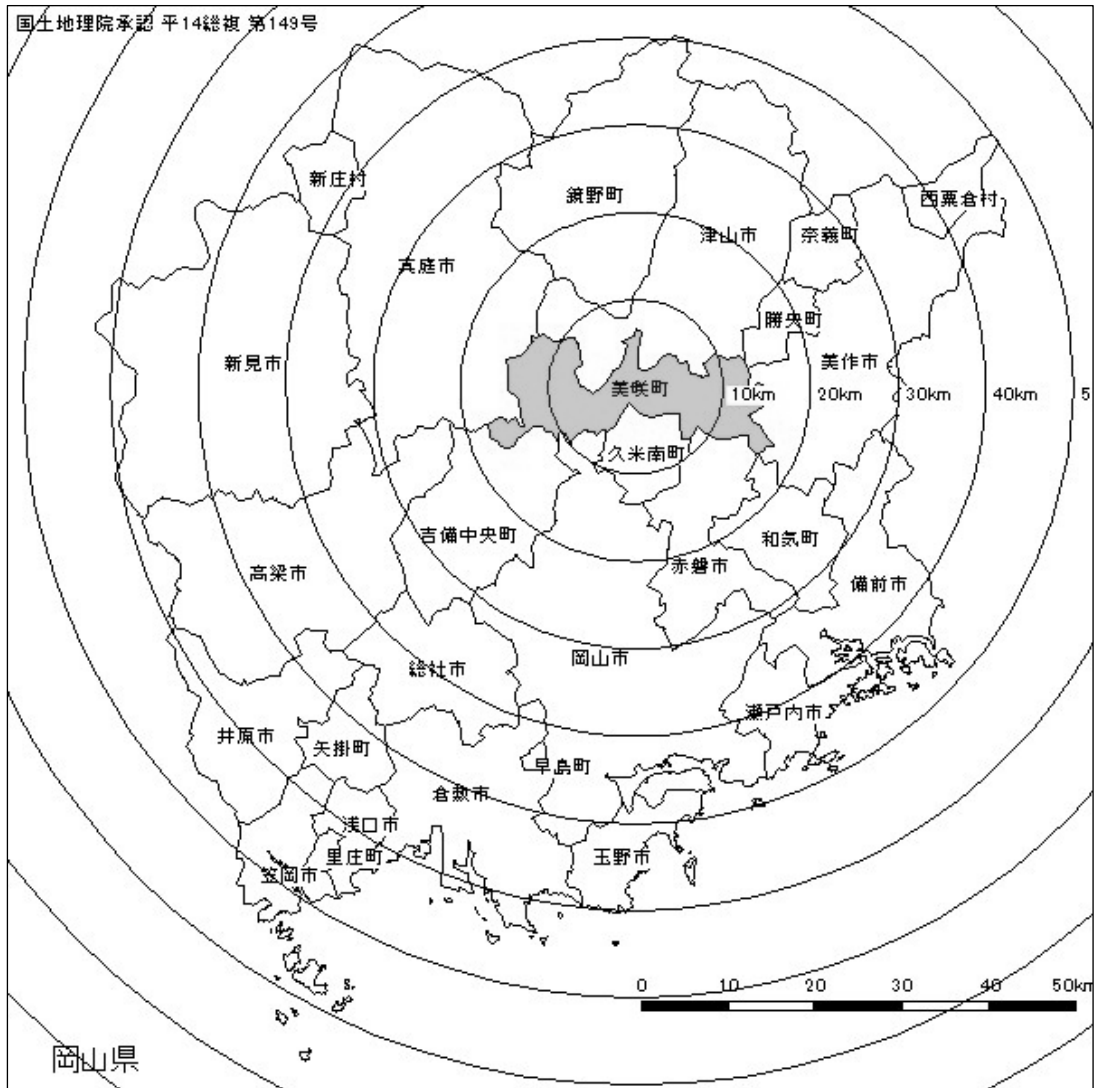 国土地理院承認 平14総複 第149号
新庄村
鏡野町
西粟倉村
津山市
奈義町
真庭市
勝央町
新見市
美作市
美咲町
10km
20km
30km
40km
5
久米南町
吉備中央町
和気町
赤磐市
高梁市
備前市
総社市
岡山市
瀬戸内市
井原市
矢掛町
早島町
倉敷市
浅口市
里庄町
玉野市
笠岡市
0 10 20 30 40 50km
岡山県